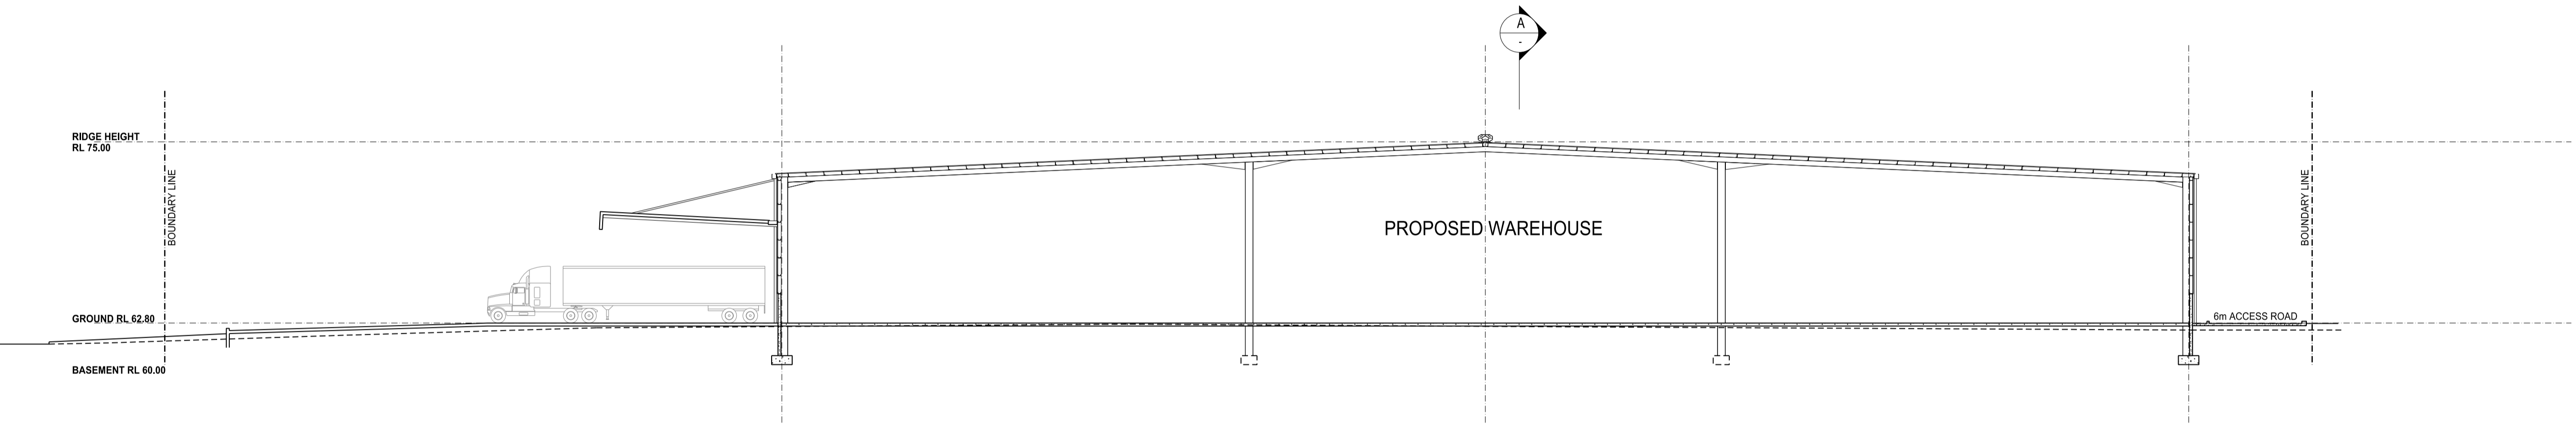 A
-
RIDGE HEIGHT
RL 75.00
BOUNDARY LINE
BOUNDARY LINE
PROPOSED WAREHOUSE
GROUND RL 62.80
6m ACCESS ROAD
BASEMENT RL 60.00